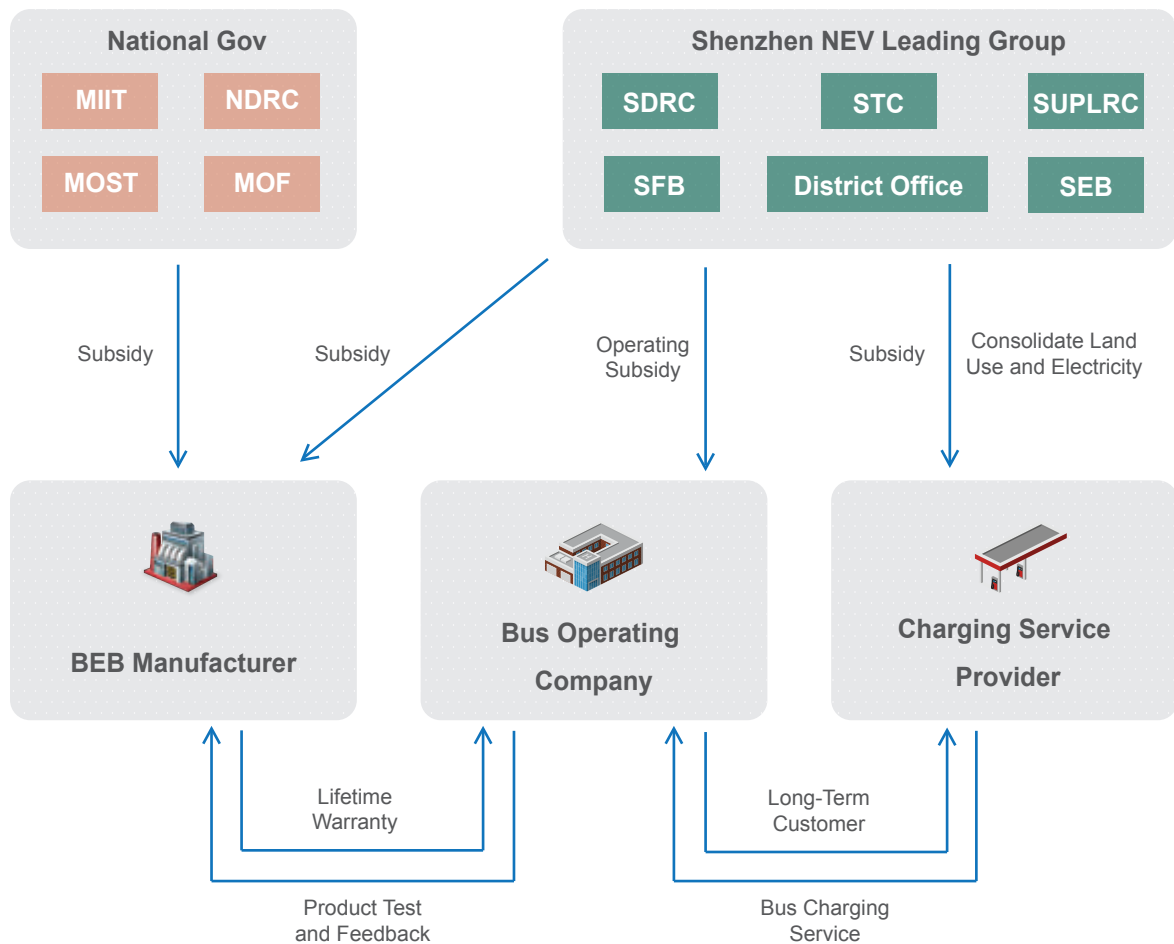 National Gov
Shenzhen NEV Leading Group
MIIT
NDRC
SDRC
STC
SUPLRC
MOST
MOF
SFB
District Office
SEB
Subsidy
Subsidy
Operating
Subsidy
Subsidy
Consolidate Land
Use and Electricity
BEB Manufacturer
Bus Operating
Company
Charging Service
Provider
Lifetime
Warranty
Long-Term
Customer
Product Test
and Feedback
Bus Charging
Service